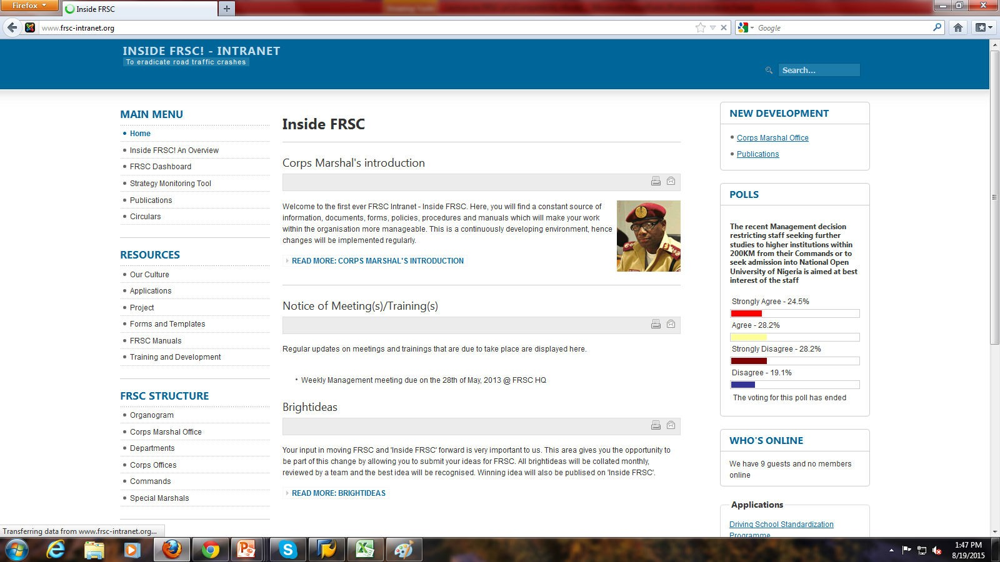 Firefox
Inside FRSC
www.frsc-intranet.org
Google
INSIDE FRSC! - INTRANET
To eradicate road traffic crashes
Search...
MAIN MENU
Home
Inside FRSC! An Overview
FRSC Dashboard
Strategy Monitoring Tool
Publications
Circulars
RESOURCES
Our Culture
Applications
Project
Forms and Templates
FRSC Manuals
Training and Development
FRSC STRUCTURE
Organogram
Corps Marshal Office
Departments
Corps Offices
Commands
Special Marshals
Inside FRSC
Corps Marshal's introduction
Welcome to the first ever FRSC Intranet - Inside FRSC. Here, you will find a constant source of
information, documents, forms, policies, procedures and manuals which will make your work
within the organisation more manageable. This is a continuously developing environment, hence
changes will be implemented regularly.
READ MORE: CORPS MARSHAL'S INTRODUCTION
Notice of Meeting(s)/Training(s)
Regular updates on meetings and trainings that are due to take place are displayed here.
Weekly Management meeting due on the 28th of May, 2013 @ FRSC HQ
Brightideas
Your input in moving FRSC and 'Inside FRSC' forward is very important to us. This area gives you the opportunity to
be part of this change by allowing you to submit your ideas for FRSC. All brightideas will be collated monthly,
reviewed by a team and the best idea will be recognised. Winning idea will also be publised on 'Inside FRSC'.
READ MORE: BRIGHTIDEAS
NEW DEVELOPMENT
Corps Marshal Office
Publications
POLLS
The recent Management decision
restricting staff seeking further
studies to higher institutions within
200KM from their Commands or to
seek admission into National Open
University of Nigeria is aimed at best
interest of the staff
Strongly Agree - 24.5%
Agree - 28.2%
Strongly Disagree - 28.2%
Disagree - 19.1%
The voting for this poll has ended
WHO'S ONLINE
We have 9 guests and no members
online
Applications
Driving School Standardization
Programme
Transferring data from www.frsc-intranet.org...
1:47 PM
8/19/2015